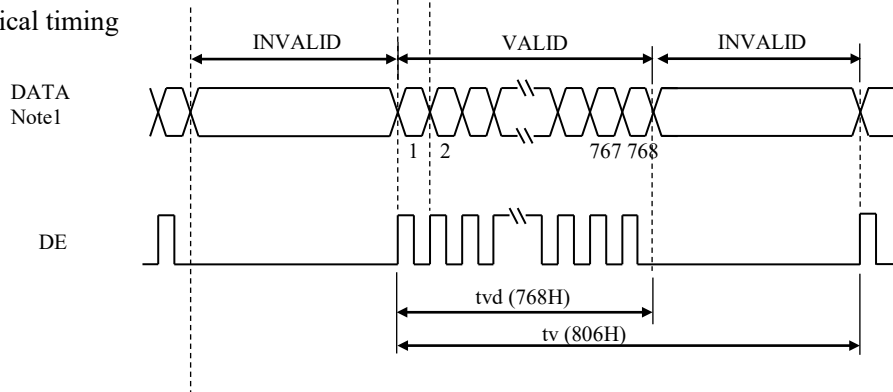 ical timing
INVALID VALID INVALID
DATA
Note1
1 2 767 768
DE
tvd (768H)
tv (806H)